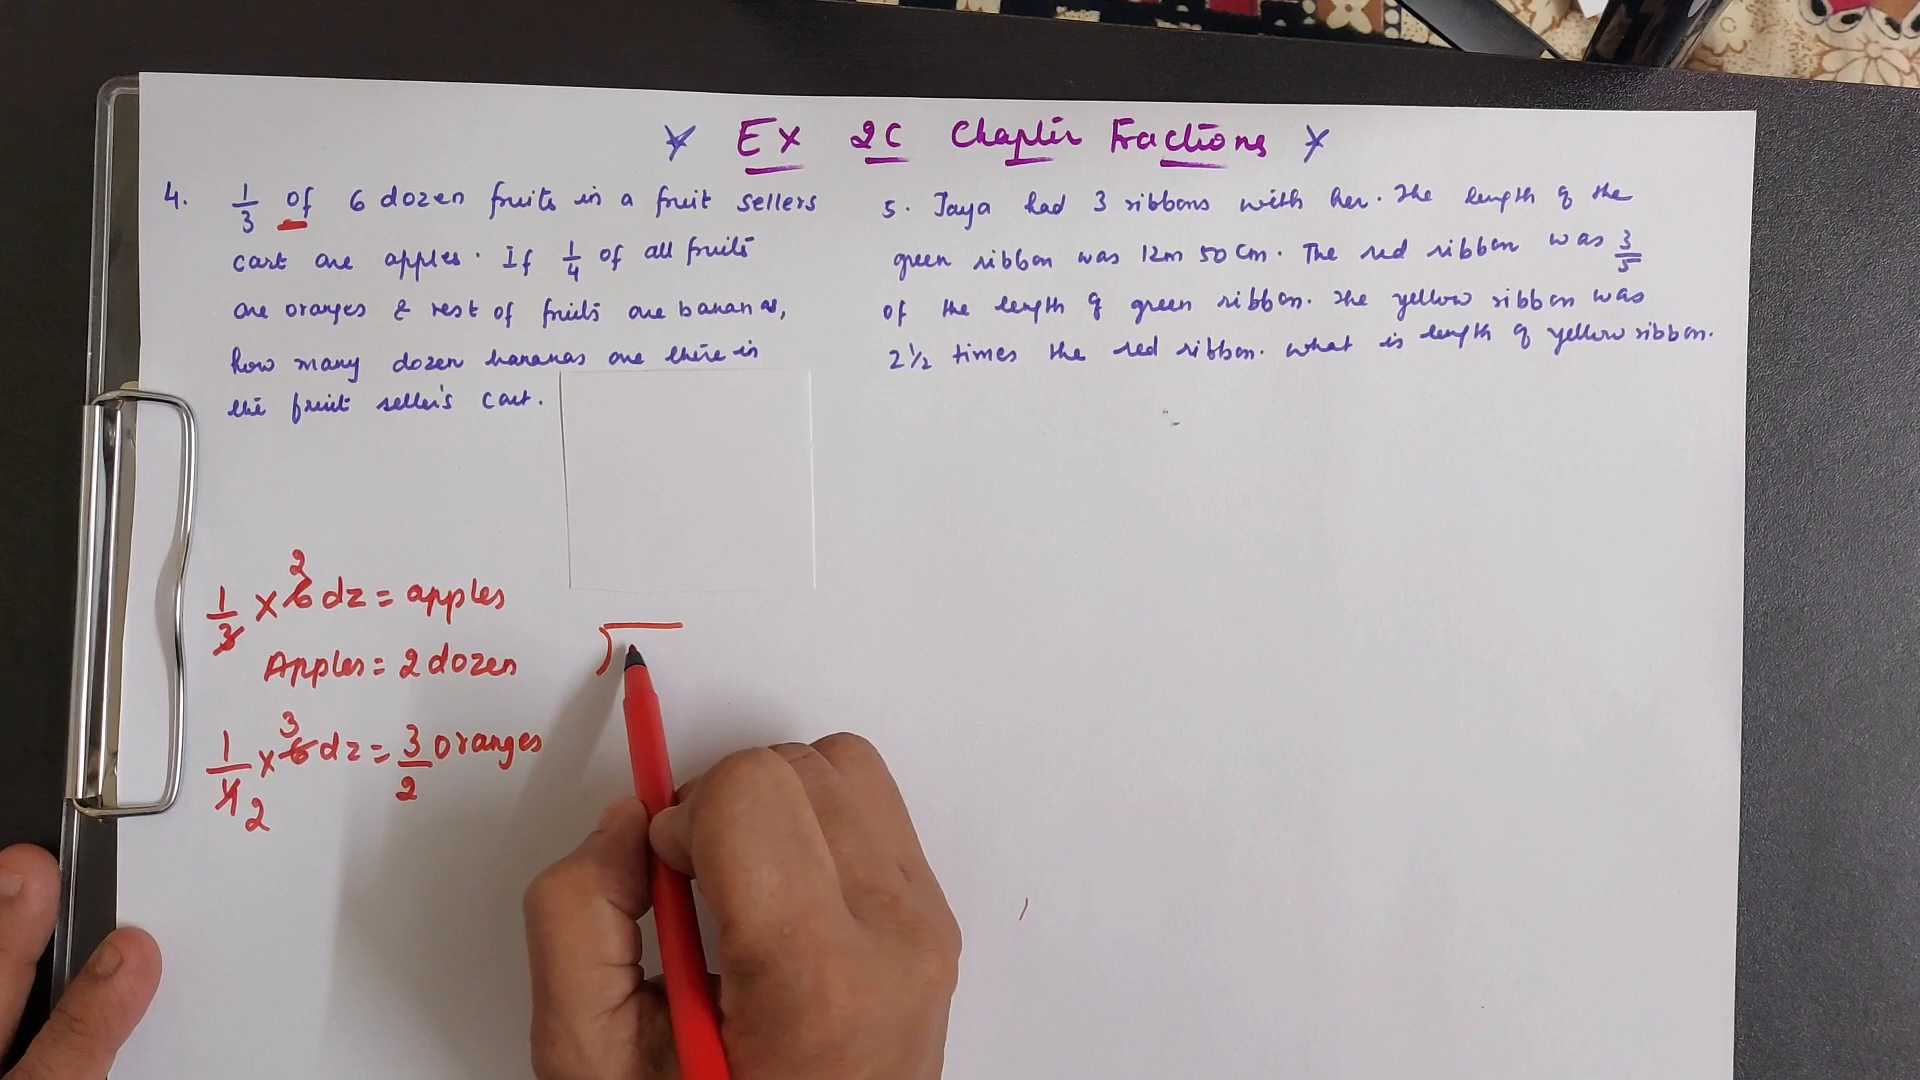 Ex 2C Chapter Fractions
4. 1/3 of 6 dozen fruits in a fruit sellers
cart are apples. If 1/4 of all fruits
are oranges & rest of fruits are bananas,
how many dozen bananas are there in
the fruit seller's cart.
5. Jaya had 3 ribbons with her. The length of the
green ribbon was 12m 50 cm. The red ribbon was 3/5
of the length of green ribbon. The yellow ribbon was
2 1/2 times the red ribbon. what is length of yellow ribbon.
2
1/3 x 6 dz = apples
Apples = 2 dozen
3
1/4 x 6 dz = 3/2 oranges
2